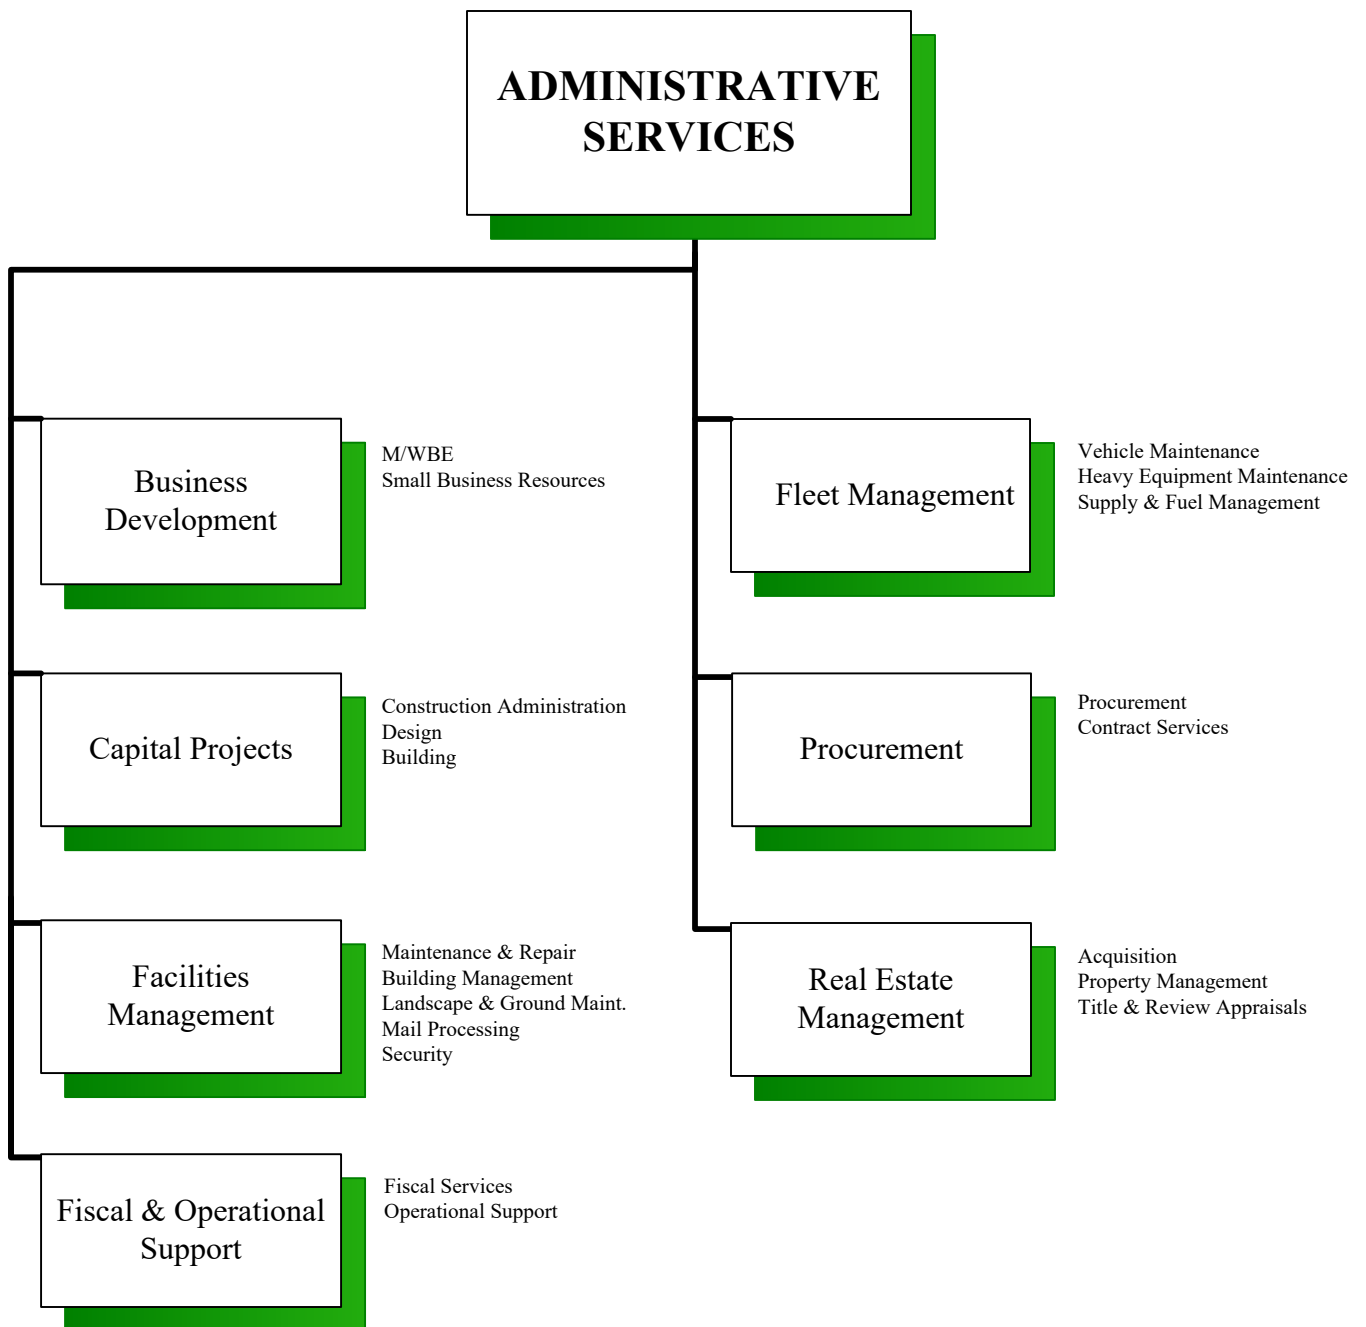 ADMINISTRATIVE
SERVICES
Business
Development
M/WBE
Small Business Resources
Capital Projects
Construction Administration
Design
Building
Facilities
Management
Maintenance & Repair
Building Management
Landscape & Ground Maint.
Mail Processing
Security
Fiscal & Operational
Support
Fiscal Services
Operational Support
Fleet Management
Vehicle Maintenance
Heavy Equipment Maintenance
Supply & Fuel Management
Procurement
Procurement
Contract Services
Real Estate
Management
Acquisition
Property Management
Title & Review Appraisals